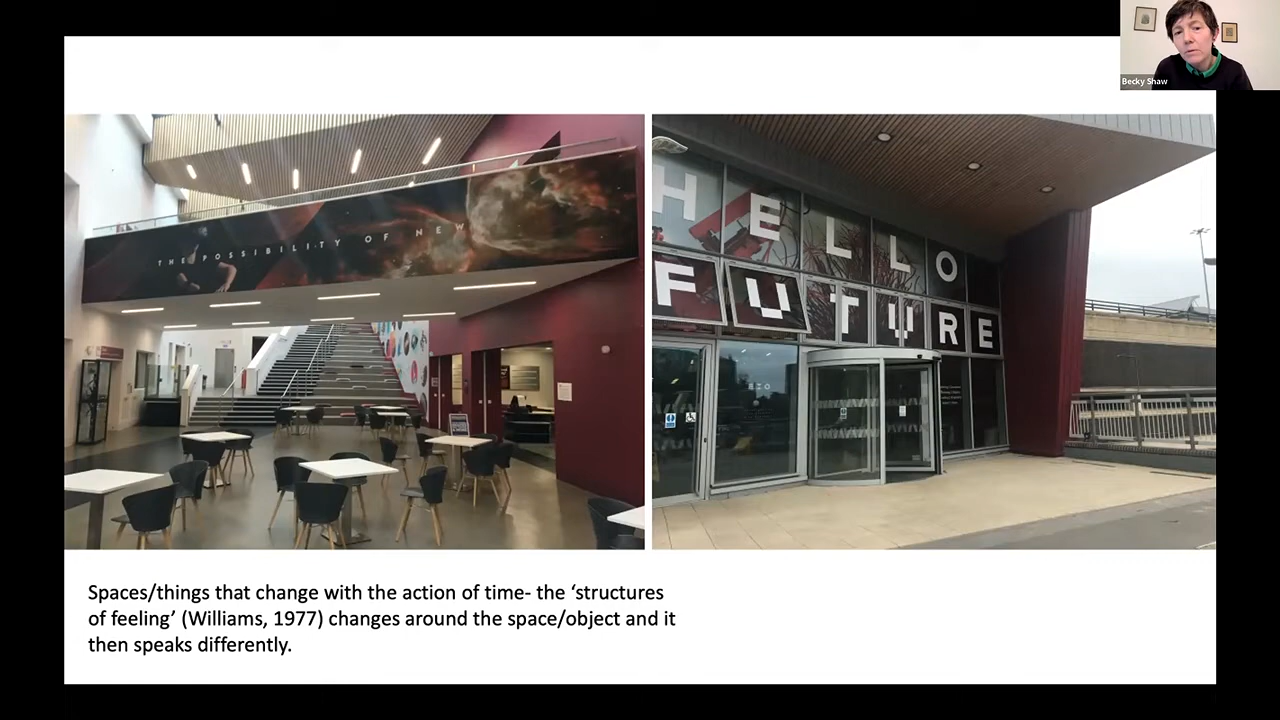 Becky Shaw
THE POSSIBILITY OF NEW
HELLO
FUTURE
Spaces/things that change with the action of time- the ‘structures
of feeling’ (Williams, 1977) changes around the space/object and it
then speaks differently.